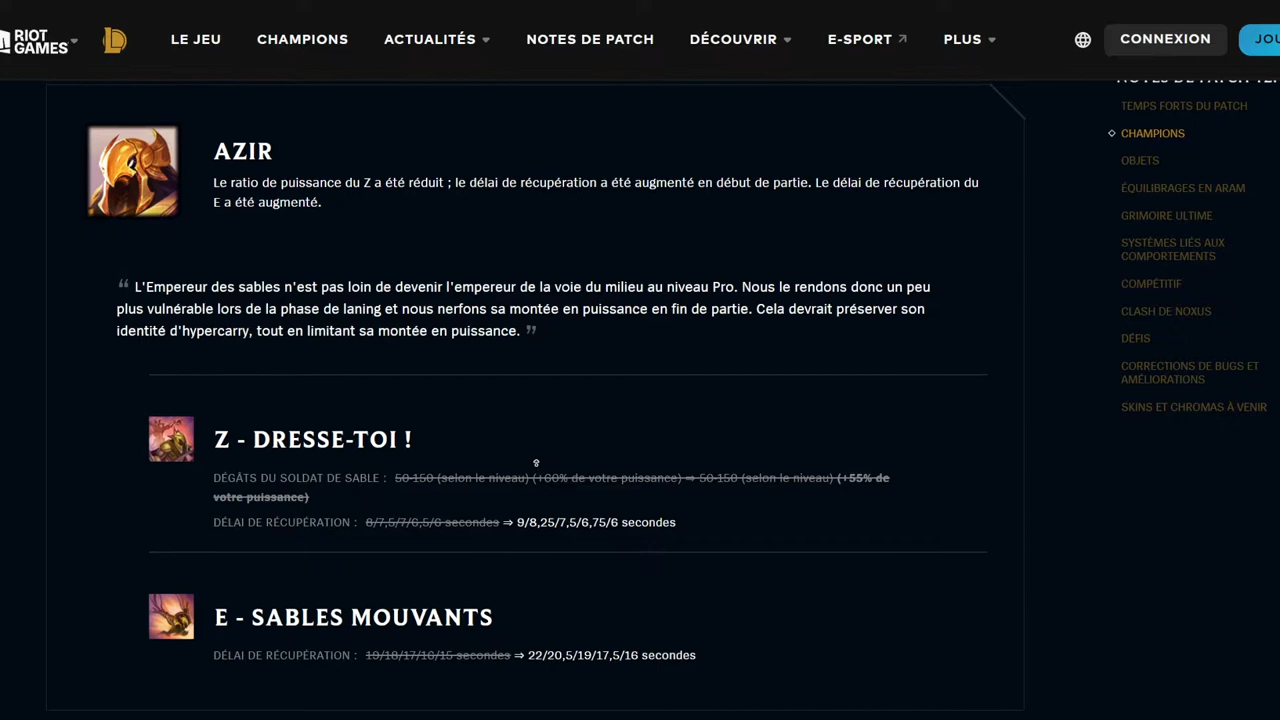 RIOT
GAMES
LE JEU
CHAMPIONS
ACTUALITÉS
NOTES DE PATCH
DÉCOUVRIR
E-SPORT
PLUS
CONNEXION
TEMPS FORTS DU PATCH
CHAMPIONS
OBJETS
ÉQUILIBRAGES EN ARAM
GRIMOIRE ULTIME
SYSTÈMES LIÉS AUX
COMPORTEMENTS
COMPÉTITIF
CLASH DE NOXUS
DÉFIS
CORRECTIONS DE BUGS ET
AMÉLIORATIONS
SKINS ET CHROMAS À VENIR
AZIR
Le ratio de puissance du Z a été réduit ; le délai de récupération a été augmenté en début de partie. Le délai de récupération du
E a été augmenté.
“ L'Empereur des sables n'est pas loin de devenir l'empereur de la voie du milieu au niveau Pro. Nous le rendons donc un peu
plus vulnérable lors de la phase de laning et nous nerfons sa montée en puissance en fin de partie. Cela devrait préserver son
identité d'hypercarry, tout en limitant sa montée en puissance. ”
Z - DRESSE-TOI !
DÉGÂTS DU SOLDAT DE SABLE : 50-150 (selon le niveau) (+60% de votre puissance) ⇒ 50-150 (selon le niveau) (+55% de
votre puissance)
DÉLAI DE RÉCUPÉRATION : 8/7,5/7/6,5/6 secondes ⇒ 9/8,25/7,5/6,75/6 secondes
E - SABLES MOUVANTS
DÉLAI DE RÉCUPÉRATION : 19/18/17/16/15 secondes ⇒ 22/20,5/19/17,5/16 secondes